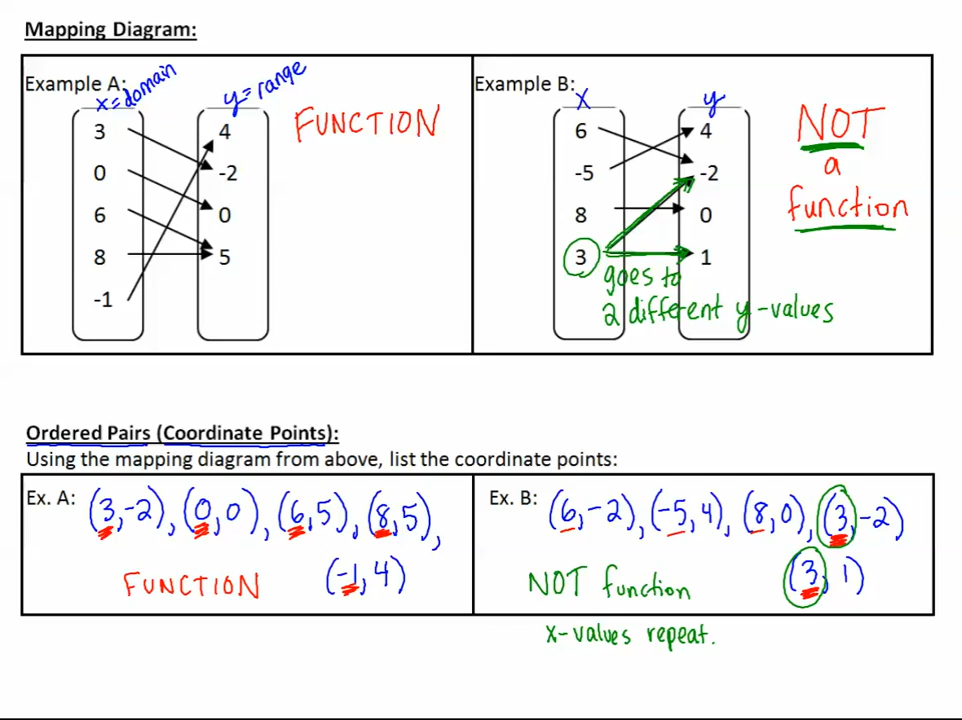 Mapping Diagram:
Example A:
x = domain
y = range
3
0
6
8
-1
4
-2
0
5
FUNCTION
Example B:
x
y
6
-5
8
3
4
-2
0
1
goes to
2 different y-values
NOT
a
function
Ordered Pairs (Coordinate Points):
Using the mapping diagram from above, list the coordinate points:
Ex. A: (3,-2), (0,0), (6,5), (8,5),
(-1,4)
FUNCTION
Ex. B: (6,-2), (-5,4), (8,0), (3,-2)
(3, 1)
NOT function
x-values repeat.